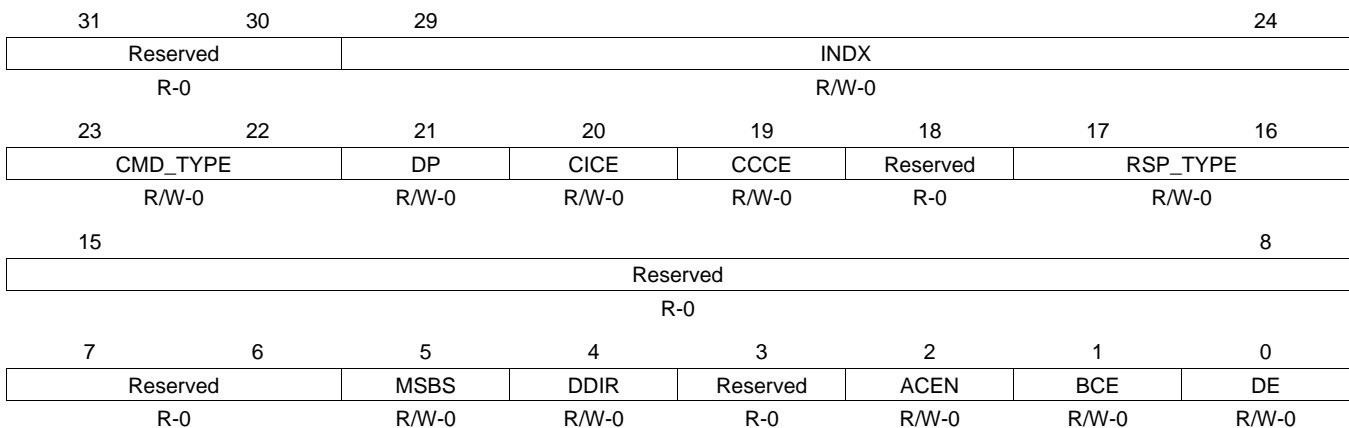 31 30 29 24
Reserved INDX
R-0 R/W-0
23 22 21 20 19 18 17 16
CMD_TYPE DP CICE CCCE Reserved RSP_TYPE
R/W-0 R/W-0 R/W-0 R/W-0 R-0 R/W-0
15 8
Reserved
R-0
7 6 5 4 3 2 1 0
Reserved MSBS DDIR Reserved ACEN BCE DE
R-0 R/W-0 R/W-0 R-0 R/W-0 R/W-0 R/W-0